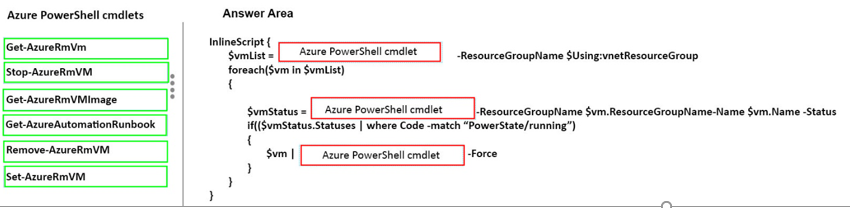 Azure PowerShell cmdlets
Get-AzureRmVm
Stop-AzureRmVM
Get-AzureRmVMImage
Get-AzureAutomationRunbook
Remove-AzureRmVM
Set-AzureRmVM
Answer Area
InlineScript {
$vmList = Azure PowerShell cmdlet -ResourceGroupName $Using:vnetResourceGroup
foreach($vm in $vmList)
{
$vmStatus = Azure PowerShell cmdlet -ResourceGroupName $vm.ResourceGroupName-Name $vm.Name -Status
if(($vmStatus.Statuses | where Code -match “PowerState/running”)
{
$vm | Azure PowerShell cmdlet -Force
}
}
}